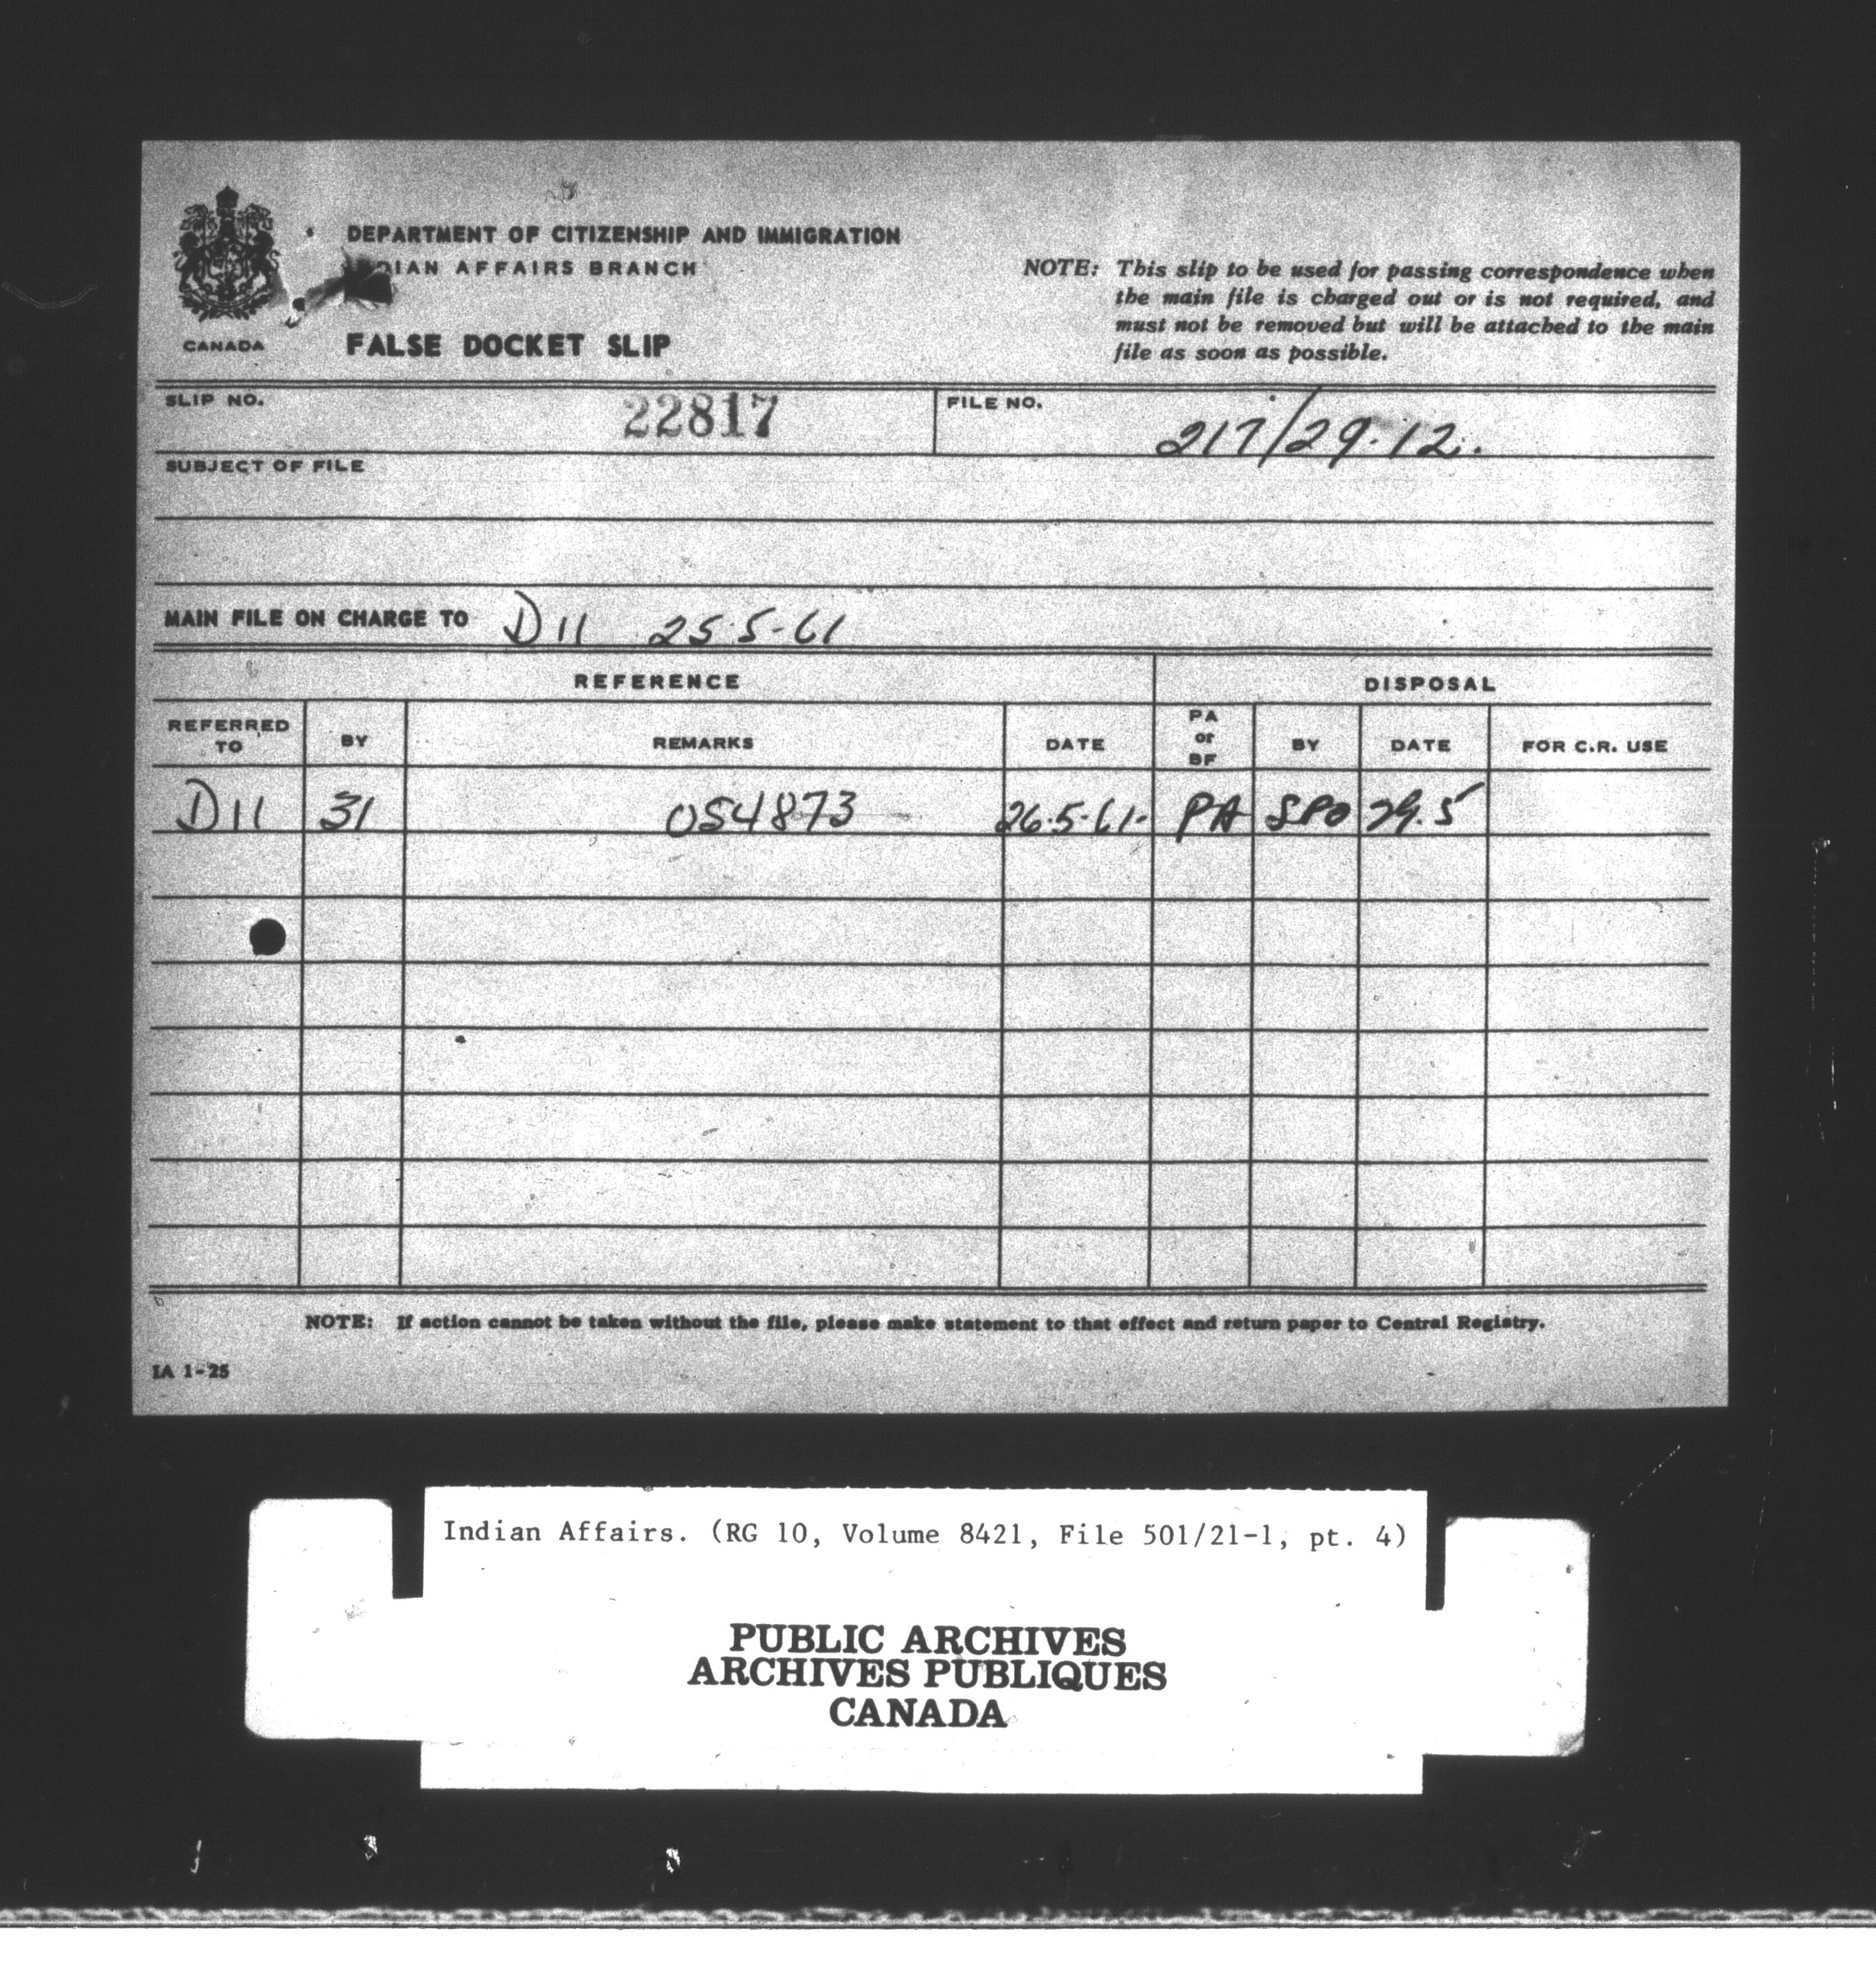 DEPARTMENT OF CITIZENSHIP AND IMMIGRATION
DIAN AFFAIRS BRANCH
CANADA
FALSE DOCKET SLIP
NOTE: This slip to be used for passing correspondence when
the main file is charged out or is not required, and
must not be removed but will be attached to the main
file as soon as possible.
SLIP NO. 22817 FILE NO. 217/29.12.
SUBJECT OF FILE
MAIN FILE ON CHARGE TO D11 25.5-61
REFERENCE DISPOSAL
REFERRED TO BY REMARKS DATE PA or BF BY DATE FOR C.R. USE
D11 31 054873 26.5.61. PA SPO 29.5
NOTE: If action cannot be taken without the file, please make statement to that effect and return paper to Central Registry.
IA 1-25
Indian Affairs. (RG 10, Volume 8421, File 501/21-1, pt. 4)
PUBLIC ARCHIVES
ARCHIVES PUBLIQUES
CANADA